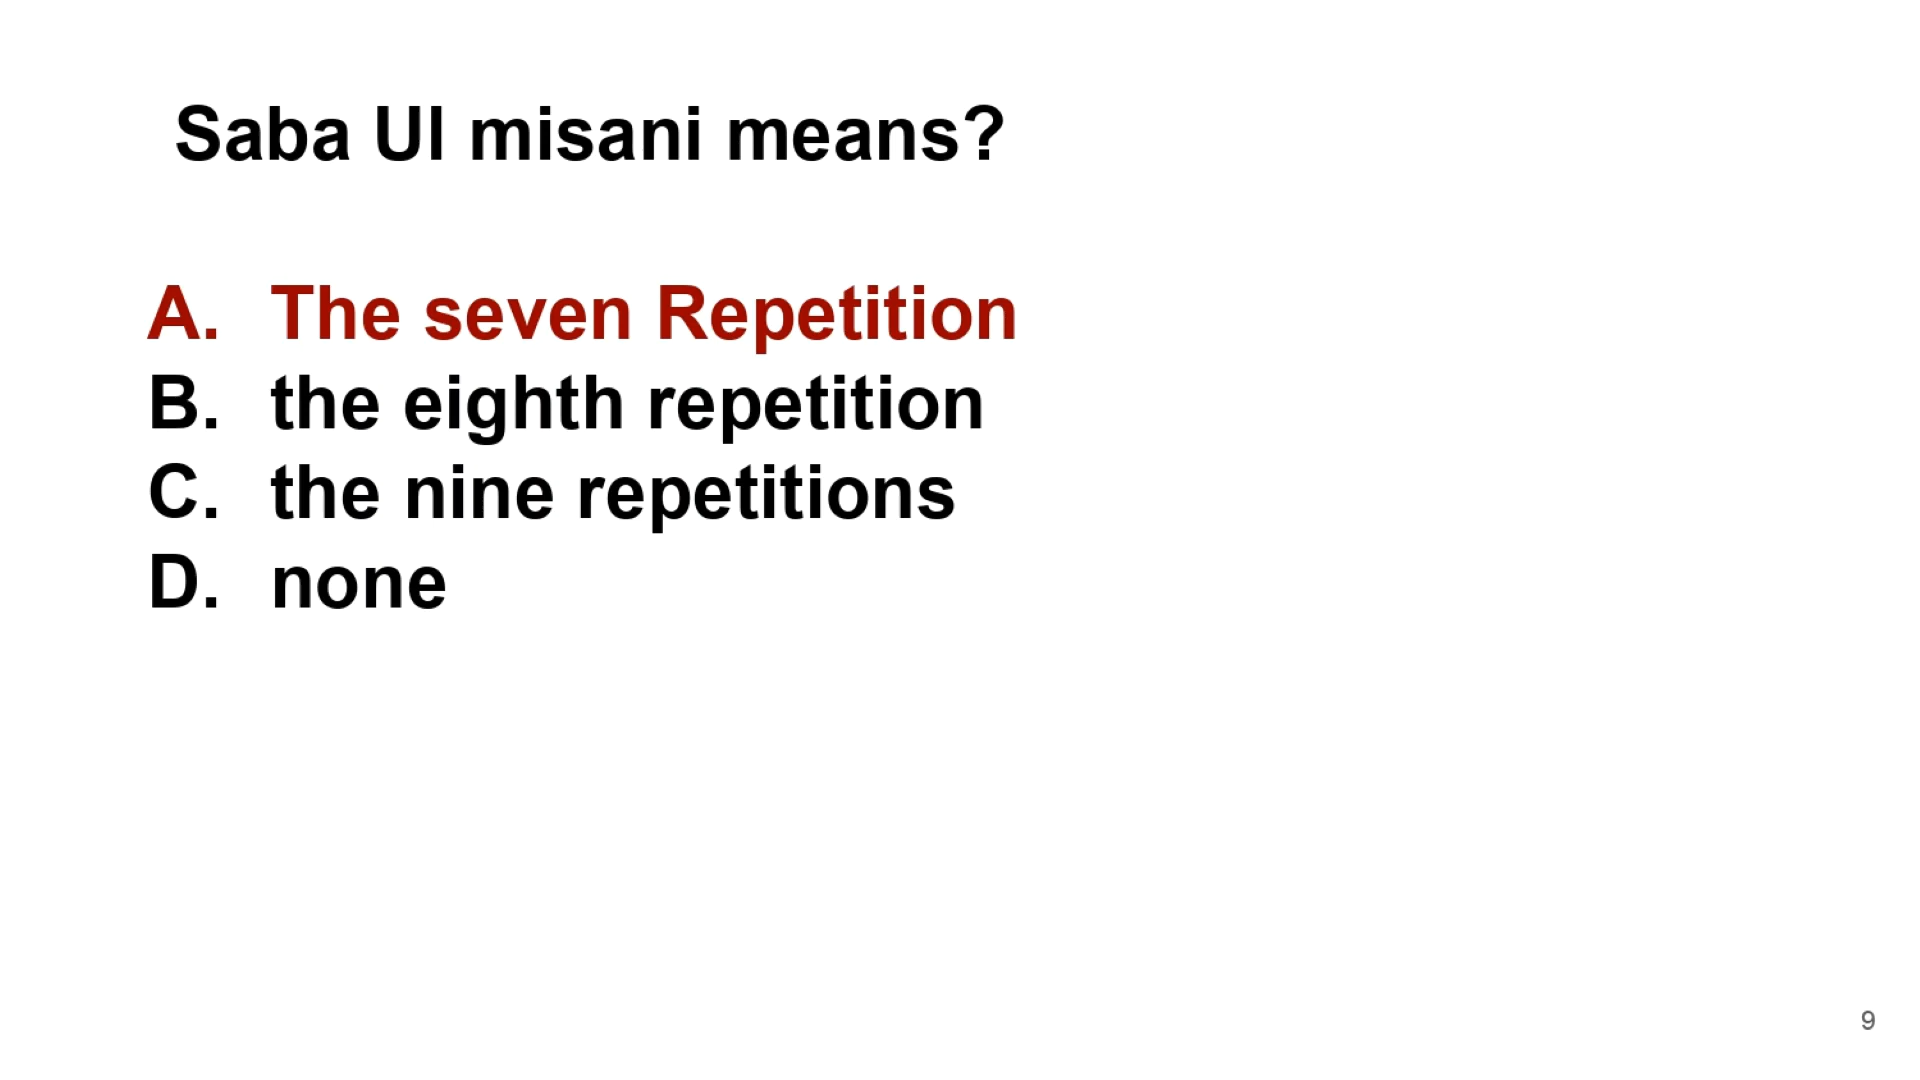 Saba Ul misani means?
A. The seven Repetition
B. the eighth repetition
C. the nine repetitions
D. none
9